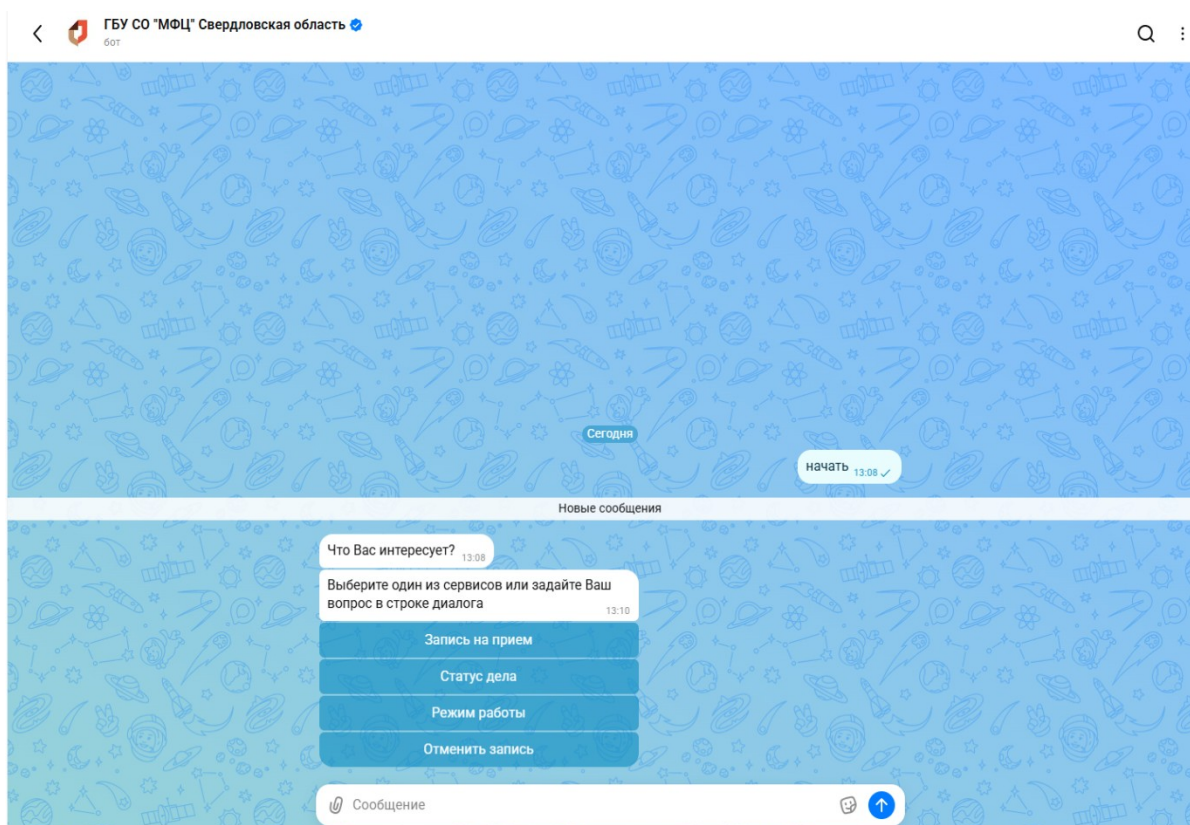 ГБУ СО "МФЦ" Свердловская область
бот
Сегодня
начать 13:08
Новые сообщения
Что Вас интересует? 13:08
Выберите один из сервисов или задайте Ваш
вопрос в строке диалога 13:10
Запись на прием
Статус дела
Режим работы
Отменить запись
Сообщение